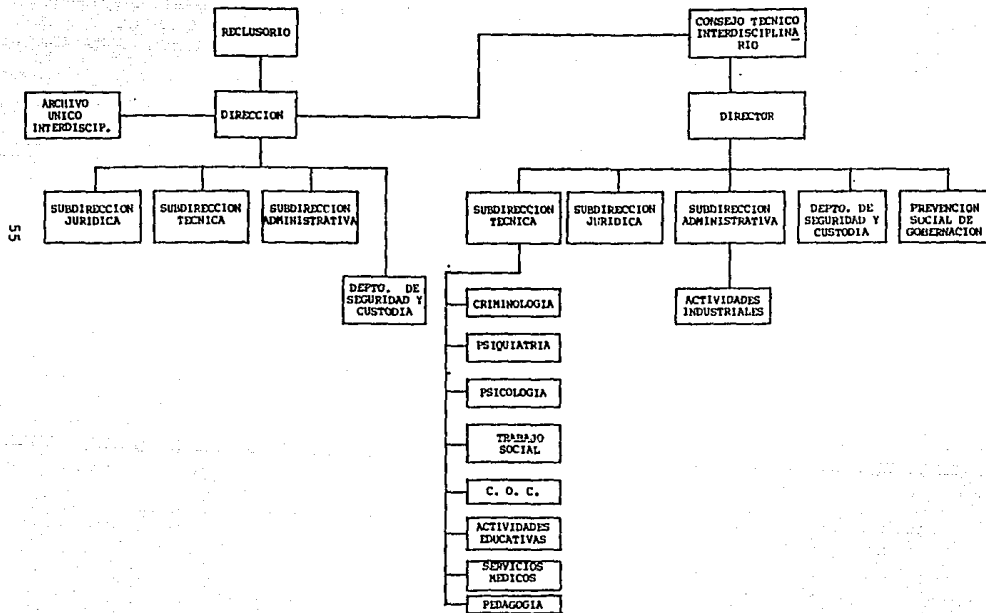 RECLUSORIO
CONSEJO TECNICO
INTERDISCIPLINA
RIO
ARCHIVO
UNICO
INTERDISCIP.
DIRECCION
DIRECTOR
SUBDIRECCION
JURIDICA
SUBDIRECCION
TECNICA
SUBDIRECCION
ADMINISTRATIVA
DEPTO. DE
SEGURIDAD Y
CUSTODIA
SUBDIRECCION
TECNICA
SUBDIRECCION
JURIDICA
SUBDIRECCION
ADMINISTRATIVA
DEPTO. DE
SEGURIDAD Y
CUSTODIA
PREVENCION
SOCIAL DE
GOBERNACION
ACTIVIDADES
INDUSTRIALES
CRIMINOLOGIA
PSIQUIATRIA
PSICOLOGIA
TRABAJO
SOCIAL
C. O. C.
ACTIVIDADES
EDUCATIVAS
SERVICIOS
MEDICOS
PEDAGOGIA
55